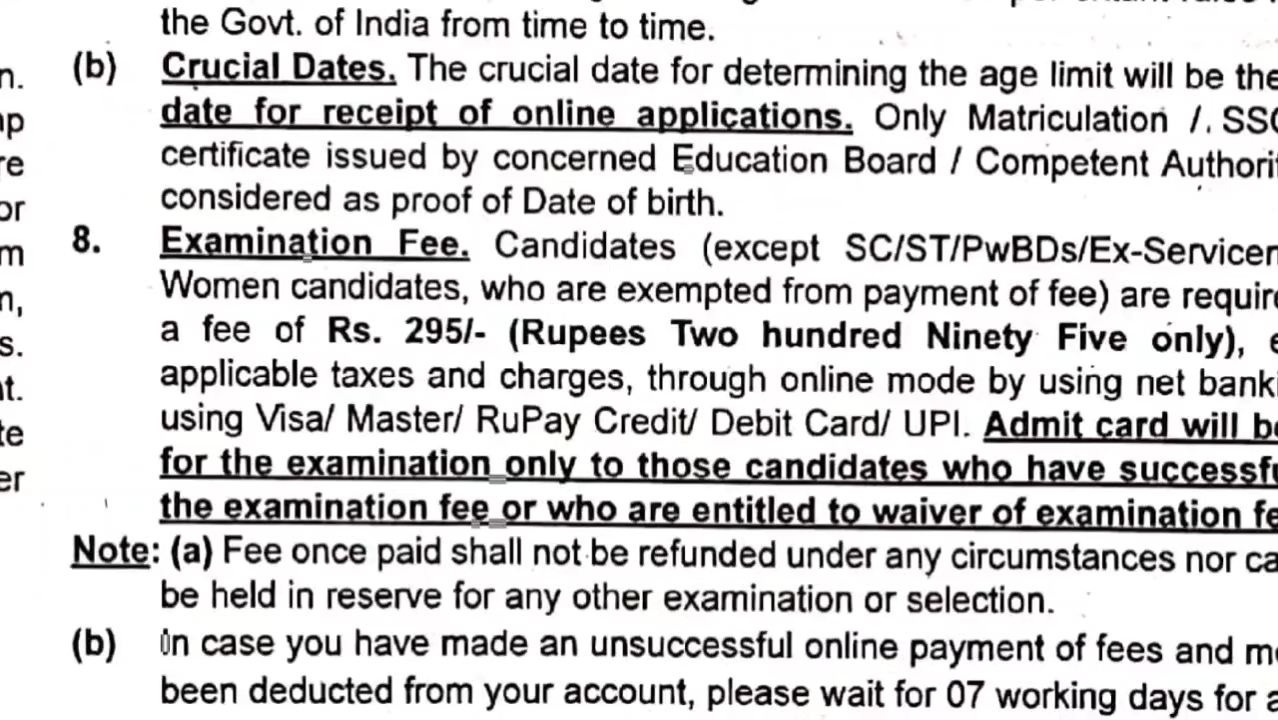 the Govt. of India from time to time.
n. (b) Crucial Dates. The crucial date for determining the age limit will be the
date for receipt of online applications. Only Matriculation /. SSC
re certificate issued by concerned Education Board / Competent Authori
or considered as proof of Date of birth.
m 8. Examination Fee. Candidates (except SC/ST/PwBDs/Ex-Servicem
n, Women candidates, who are exempted from payment of fee) are require
s. a fee of Rs. 295/- (Rupees Two hundred Ninety Five only), e
nt. applicable taxes and charges, through online mode by using net banki
te using Visa/ Master/ RuPay Credit/ Debit Card/ UPI. Admit card will be
er for the examination only to those candidates who have successfu
the examination fee or who are entitled to waiver of examination fe
Note: (a) Fee once paid shall not be refunded under any circumstances nor ca
be held in reserve for any other examination or selection.
(b) In case you have made an unsuccessful online payment of fees and mo
been deducted from your account, please wait for 07 working days for a